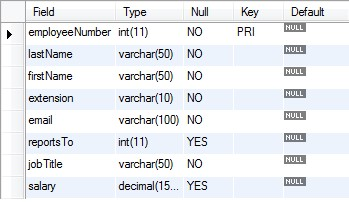 Field Type Null Key Default
employeeNumber int(11) NO PRI NULL
lastName varchar(50) NO NULL
firstName varchar(50) NO NULL
extension varchar(10) NO NULL
email varchar(100) NO NULL
reportsTo int(11) YES NULL
jobTitle varchar(50) NO NULL
salary decimal(15... YES NULL